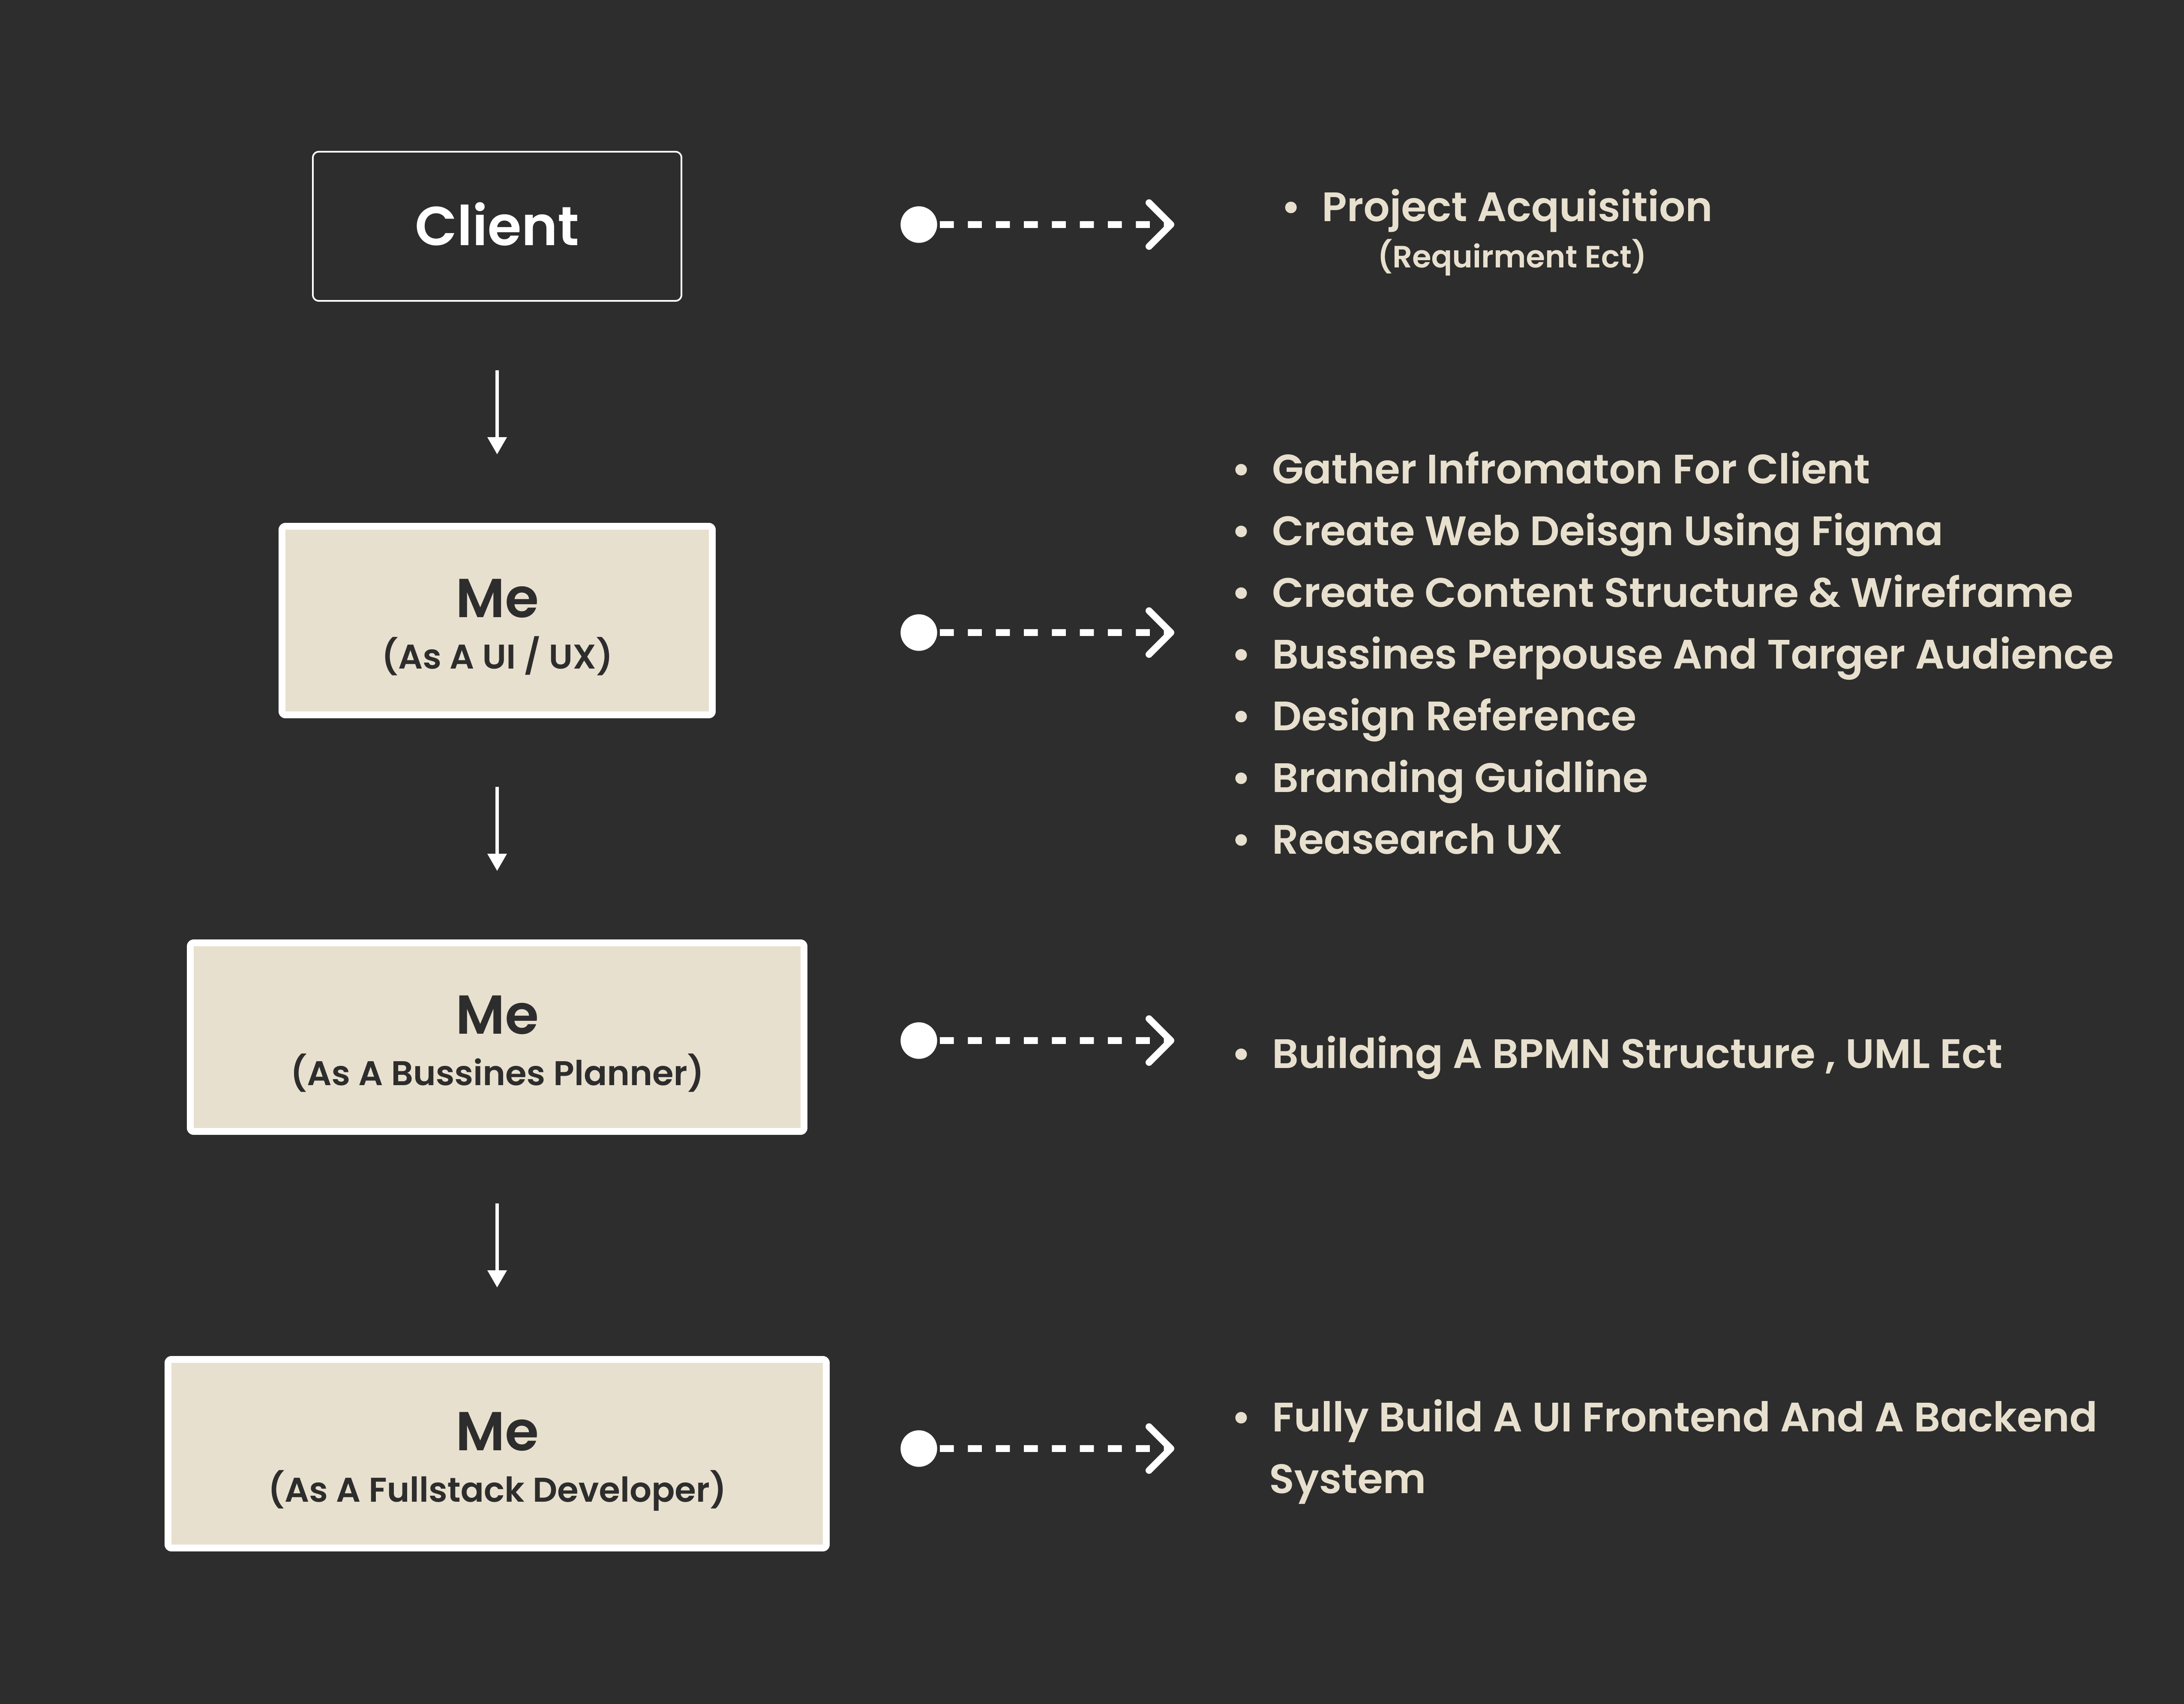 Client
• Project Acquisition
(Requirment Ect)
Me
(As A UI / UX)
• Gather Infromaton For Client
• Create Web Deisgn Using Figma
• Create Content Structure & Wireframe
• Bussines Perpouse And Targer Audience
• Design Reference
• Branding Guidline
• Reasearch UX
Me
(As A Bussines Planner)
• Building A BPMN Structure , UML Ect
Me
(As A Fullstack Developer)
• Fully Build A UI Frontend And A Backend
System